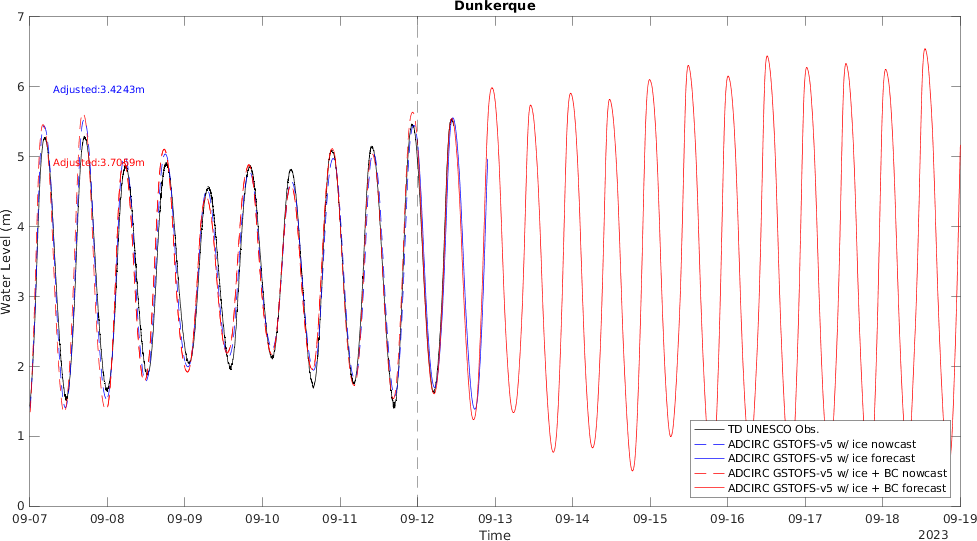 Dunkerque
7
6
5
4
3
2
1
0
Water Level (m)
Adjusted:3.4243m
Adjusted:3.7059m
TD UNESCO Obs.
ADCIRC GSTOFS-v5 w/ ice nowcast
ADCIRC GSTOFS-v5 w/ ice forecast
ADCIRC GSTOFS-v5 w/ ice + BC nowcast
ADCIRC GSTOFS-v5 w/ ice + BC forecast
09-07 09-08 09-09 09-10 09-11 09-12 09-13 09-14 09-15 09-16 09-17 09-18 09-19
Time
2023